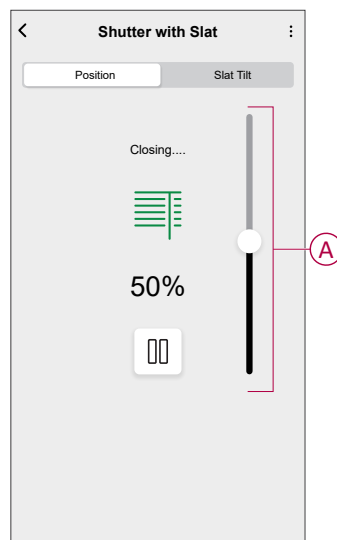 Shutter with Slat
Position Slat Tilt
Closing....
A
50%